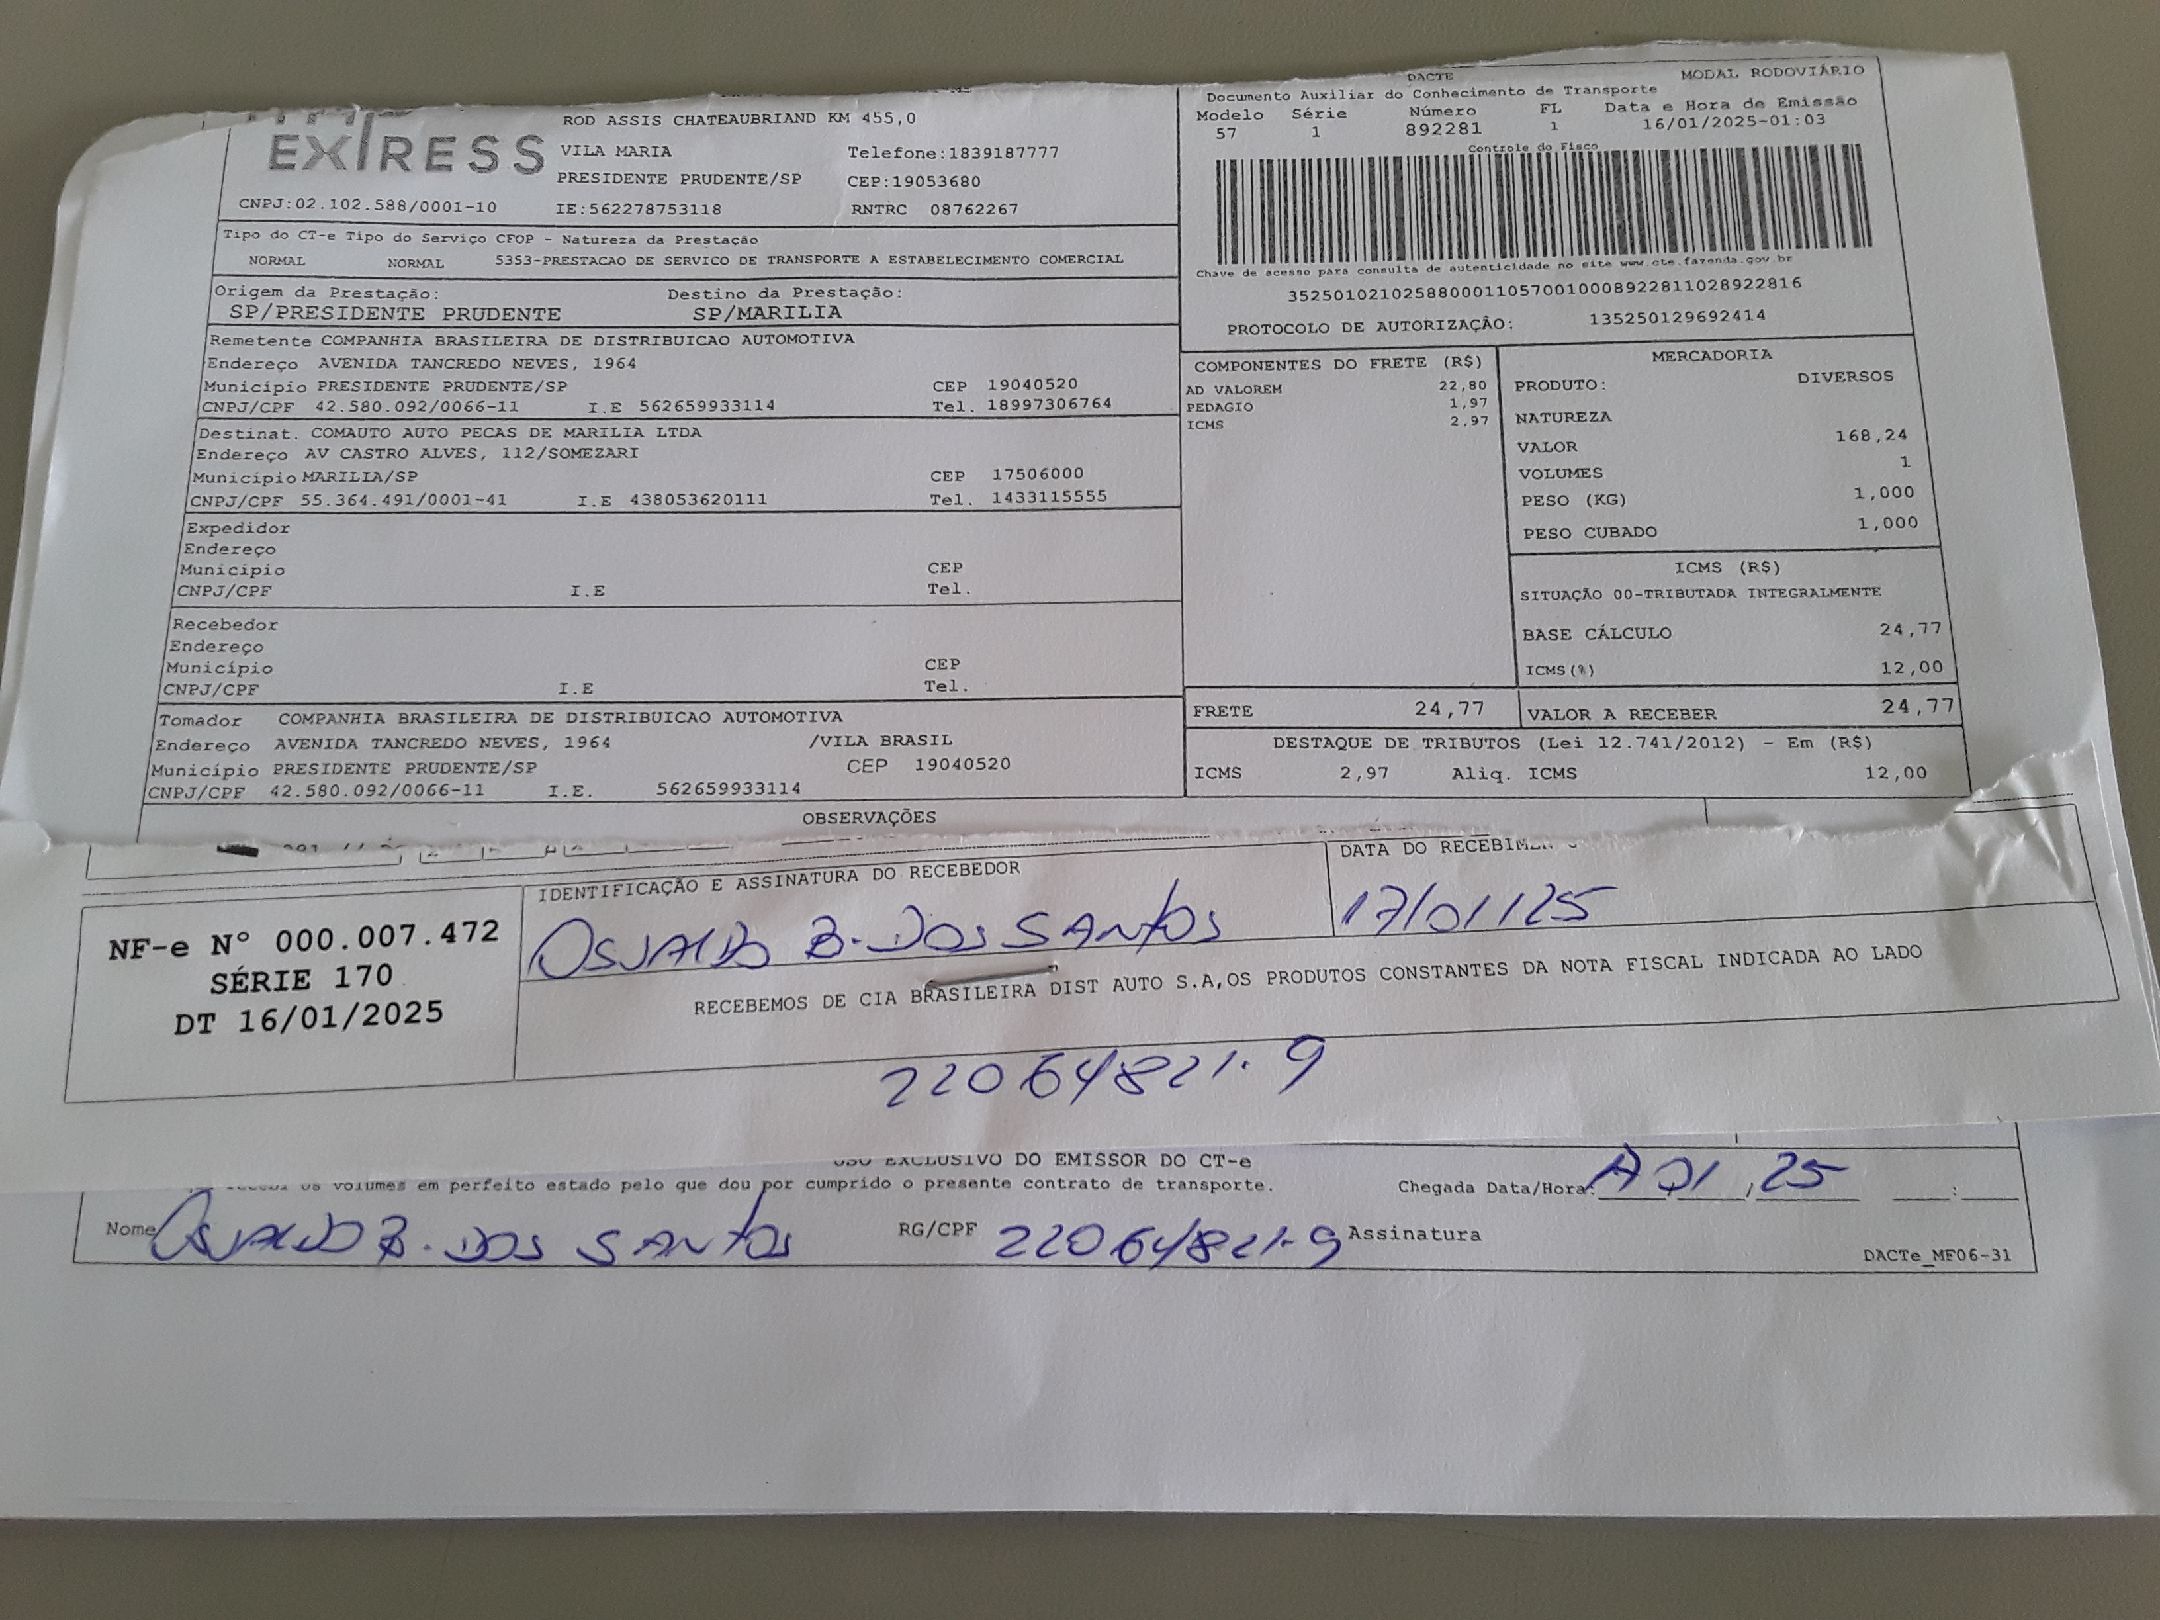 EXPRESS
ROD ASSIS CHATEAUBRIAND KM 455,0
VILA MARIA Telefone:1839187777
PRESIDENTE PRUDENTE/SP CEP:19053680
CNPJ:02.102.588/0001-10 IE:562278753118 RNTRC 08762267
Tipo do CT-e Tipo do Serviço CFOP - Natureza da Prestação
NORMAL NORMAL 5353-PRESTACAO DE SERVICO DE TRANSPORTE A ESTABELECIMENTO COMERCIAL
Origem da Prestação: Destino da Prestação:
SP/PRESIDENTE PRUDENTE SP/MARILIA
Remetente COMPANHIA BRASILEIRA DE DISTRIBUICAO AUTOMOTIVA
Endereço AVENIDA TANCREDO NEVES, 1964
Município PRESIDENTE PRUDENTE/SP CEP 19040520
CNPJ/CPF 42.580.092/0066-11 I.E 562659933114 Tel. 18997306764
Destinat. COMAUTO AUTO PECAS DE MARILIA LTDA
Endereço AV CASTRO ALVES, 112/SOMEZARI
Município MARILIA/SP CEP 17506000
CNPJ/CPF 55.364.491/0001-41 I.E 438053620111 Tel. 1433115555
Expedidor
Endereço
Município CEP
CNPJ/CPF I.E Tel.
Recebedor
Endereço
Município CEP
CNPJ/CPF I.E Tel.
Tomador COMPANHIA BRASILEIRA DE DISTRIBUICAO AUTOMOTIVA
Endereço AVENIDA TANCREDO NEVES, 1964 /VILA BRASIL
Município PRESIDENTE PRUDENTE/SP CEP 19040520
CNPJ/CPF 42.580.092/0066-11 I.E. 562659933114
DACTE MODAL RODOVIÁRIO
Documento Auxiliar do Conhecimento de Transporte
Modelo Série Número FL Data e Hora de Emissão
57 1 892281 1 16/01/2025-01:03
Controle do Fisco
Chave de acesso para consulta de autenticidade no site www.cte.fazenda.gov.br
35250102102588000110570010008922811028922816
PROTOCOLO DE AUTORIZAÇÃO: 135250129692414
COMPONENTES DO FRETE (R$)
AD VALOREM 22,80
PEDAGIO 1,97
ICMS 2,97
MERCADORIA
PRODUTO: DIVERSOS
NATUREZA
VALOR 168,24
VOLUMES 1
PESO (KG) 1,000
PESO CUBADO 1,000
ICMS (R$)
SITUAÇÃO 00-TRIBUTADA INTEGRALMENTE
BASE CÁLCULO 24,77
ICMS(%) 12,00
FRETE 24,77 VALOR A RECEBER 24,77
DESTAQUE DE TRIBUTOS (Lei 12.741/2012) - Em (R$)
ICMS 2,97 Aliq. ICMS 12,00
OBSERVAÇÕES
IDENTIFICAÇÃO E ASSINATURA DO RECEBEDOR DATA DO
OSVALDO B. DOS SANTOS 17/01/25
NF-e N° 000.007.472
SÉRIE 170
DT 16/01/2025
RECEBEMOS DE CIA BRASILEIRA DIST AUTO S.A,OS PRODUTOS CONSTANTES DA NOTA FISCAL INDICADA AO LADO
22064821-9
USO EXCLUSIVO DO EMISSOR DO CT-e
os volumes em perfeito estado pelo que dou por cumprido o presente contrato de transporte.
Chegada Data/Hora: 01, 25 :
Nome OSVALDO B. DOS SANTOS RG/CPF 22064821-9 Assinatura
DACTe_MF06-31